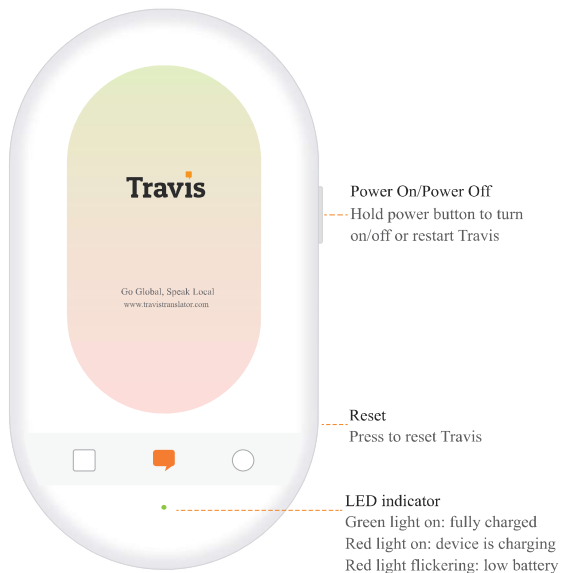 Travis
Go Global, Speak Local
www.travistranslator.com
Power On/Power Off
Hold power button to turn
on/off or restart Travis
Reset
Press to reset Travis
LED indicator
Green light on: fully charged
Red light on: device is charging
Red light flickering: low battery